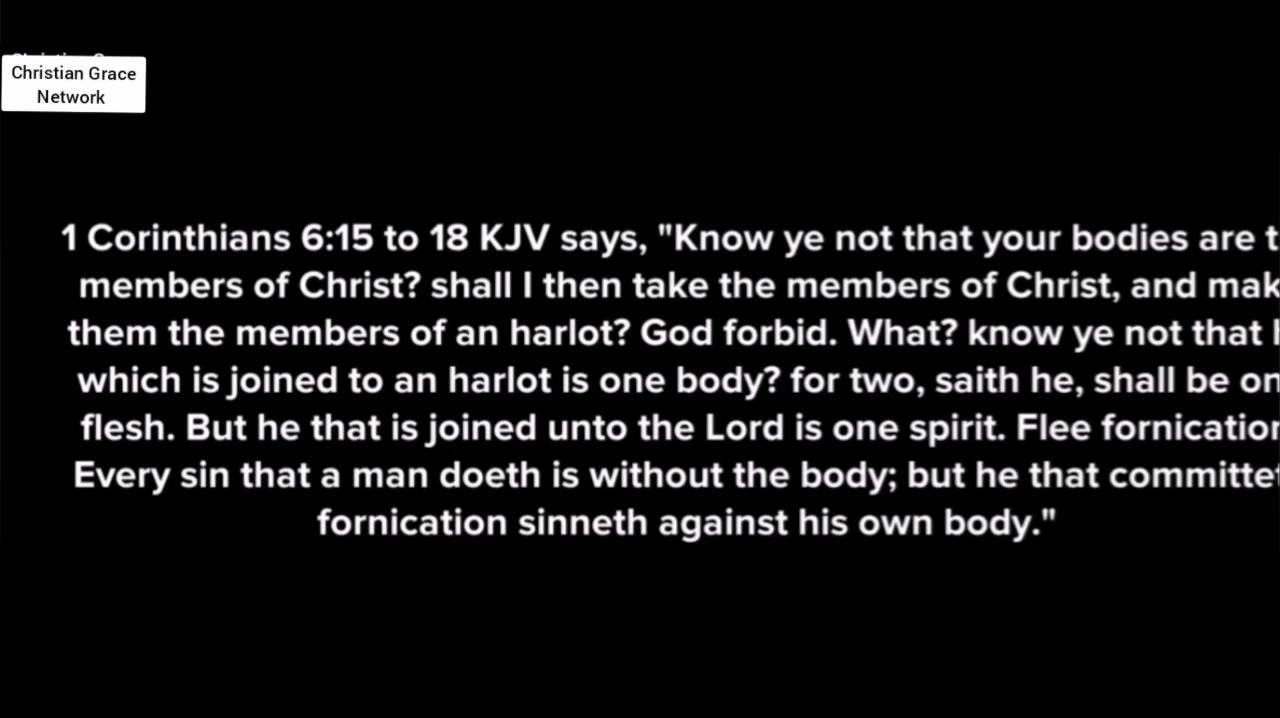 Christian Grace
Network
1 Corinthians 6:15 to 18 KJV says, "Know ye not that your bodies are
members of Christ? shall I then take the members of Christ, and
them the members of an harlot? God forbid. What? know ye not that
which is joined to an harlot is one body? for two, saith he, shall be
flesh. But he that is joined unto the Lord is one spirit. Flee
Every sin that a man doeth is without the body; but he that
fornication sinneth against his own body."